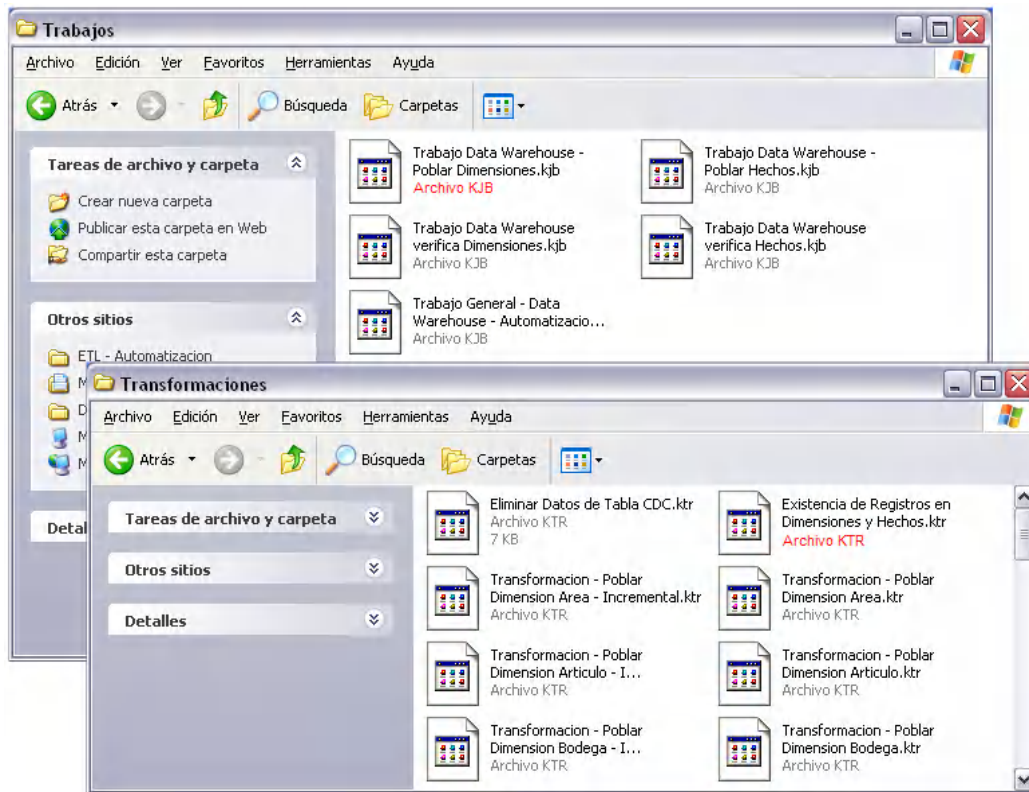 Trabajos
Archivo Edición Ver Favoritos Herramientas Ayuda
Atrás Búsqueda Carpetas
Tareas de archivo y carpeta
Crear nueva carpeta
Publicar esta carpeta en Web
Compartir esta carpeta
Otros sitios
ETL - Automatizacion
M
D
M
M
Detal
Trabajo Data Warehouse -
Poblar Dimensiones.kjb
Archivo KJB
Trabajo Data Warehouse -
Poblar Hechos.kjb
Archivo KJB
Trabajo Data Warehouse
verifica Dimensiones.kjb
Archivo KJB
Trabajo Data Warehouse
verifica Hechos.kjb
Archivo KJB
Trabajo General - Data
Warehouse - Automatizacio...
Archivo KJB
Transformaciones
Archivo Edición Ver Favoritos Herramientas Ayuda
Atrás Búsqueda Carpetas
Tareas de archivo y carpeta
Otros sitios
Detalles
Eliminar Datos de Tabla CDC.ktr
Archivo KTR
7 KB
Existencia de Registros en
Dimensiones y Hechos.ktr
Archivo KTR
Transformacion - Poblar
Dimension Area - Incremental.ktr
Archivo KTR
Transformacion - Poblar
Dimension Area.ktr
Archivo KTR
Transformacion - Poblar
Dimension Articulo - I...
Archivo KTR
Transformacion - Poblar
Dimension Articulo.ktr
Archivo KTR
Transformacion - Poblar
Dimension Bodega - I...
Archivo KTR
Transformacion - Poblar
Dimension Bodega.ktr
Archivo KTR